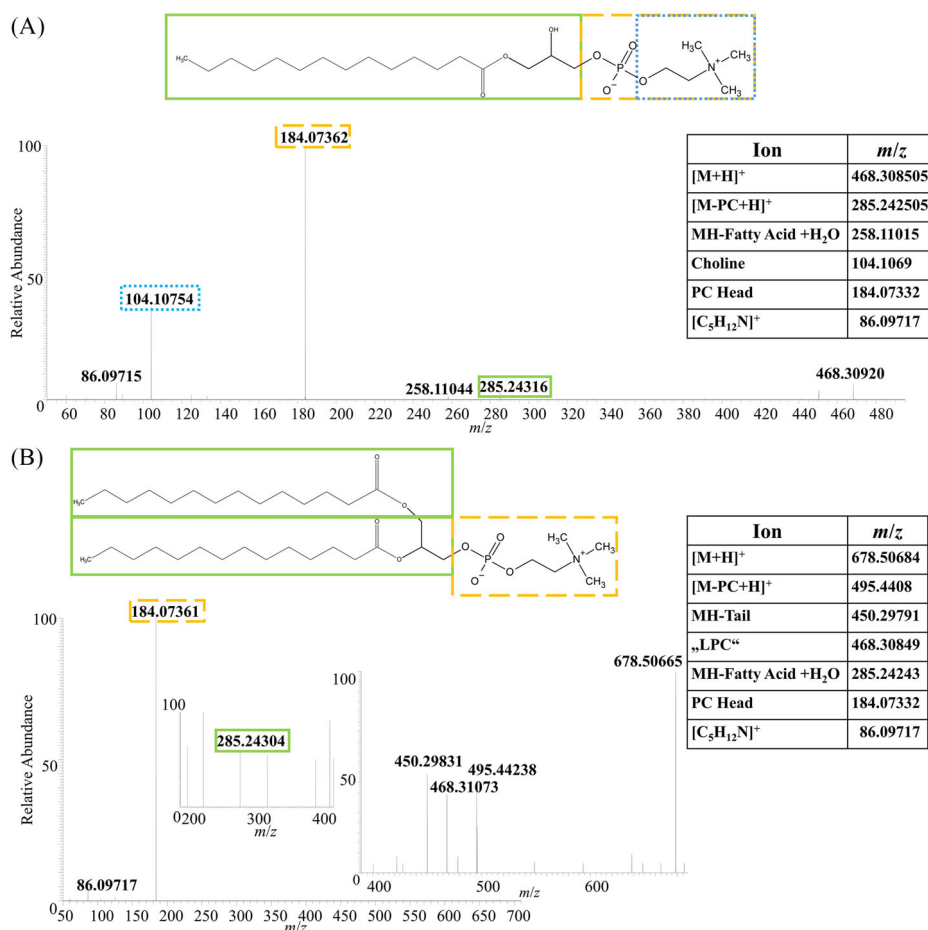 (A)
OH
O
O
CH₃
H₃C
O
P
N⁺
CH₃
O
O⁻
O
CH₃
184.07362
100
50
0
Relative Abundance
104.10754
86.09715
258.11044
285.24316
468.30920
60 80 100 120 140 160 180 200 220 240 260 280 300 320 340 360 380 400 420 440 460 480
m/z
Ion m/z
[M+H]⁺ 468.308505
[M-PC+H]⁺ 285.242505
MH-Fatty Acid +H₂O 258.11015
Choline 104.1069
PC Head 184.07332
[C₅H₁₂N]⁺ 86.09717
(B)
O
H₃C
O
O
O
O
CH₃
H₃C
O
P
N⁺
CH₃
O⁻
O
CH₃
184.07361
100
50
0
Relative Abundance
86.09717
50 100 150 200 250 300 350 400 450 500 550 600 650 700
m/z
100
285.24304
0
200 300 400
m/z
100
50
0
678.50665
450.29831
495.44238
468.31073
400 500 600
m/z
Ion m/z
[M+H]⁺ 678.50684
[M-PC+H]⁺ 495.4408
MH-Tail 450.29791
„LPC“ 468.30849
MH-Fatty Acid +H₂O 285.24243
PC Head 184.07332
[C₅H₁₂N]⁺ 86.09717